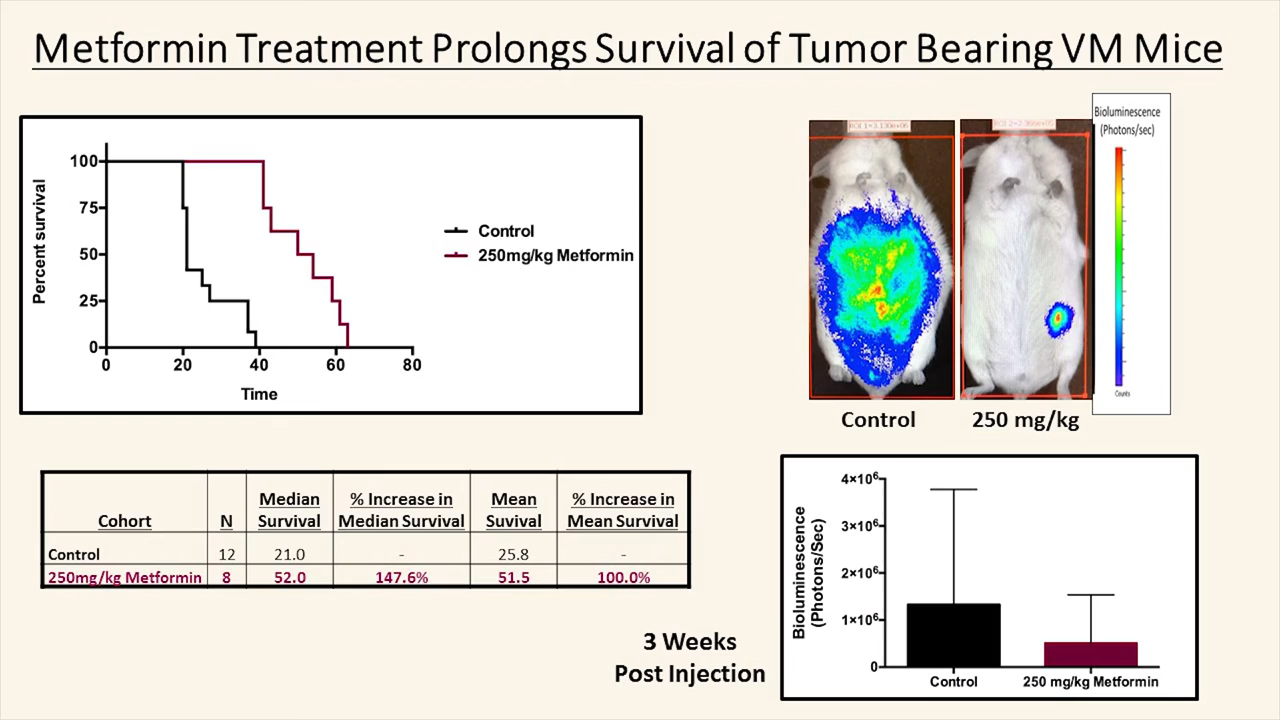 Metformin Treatment Prolongs Survival of Tumor Bearing VM Mice
Percent survival
100
75
50
25
0
0 20 40 60 80
Time
Control
250mg/kg Metformin
Bioluminescence
(Photons/sec)
Counts
Control 250 mg/kg
Cohort N Median Survival % Increase in Median Survival Mean Suvival % Increase in Mean Survival
Control 12 21.0 - 25.8 -
250mg/kg Metformin 8 52.0 147.6% 51.5 100.0%
3 Weeks
Post Injection
Bioluminescence
(Photons/Sec)
4×10⁶
3×10⁶
2×10⁶
1×10⁶
0
Control 250 mg/kg Metformin